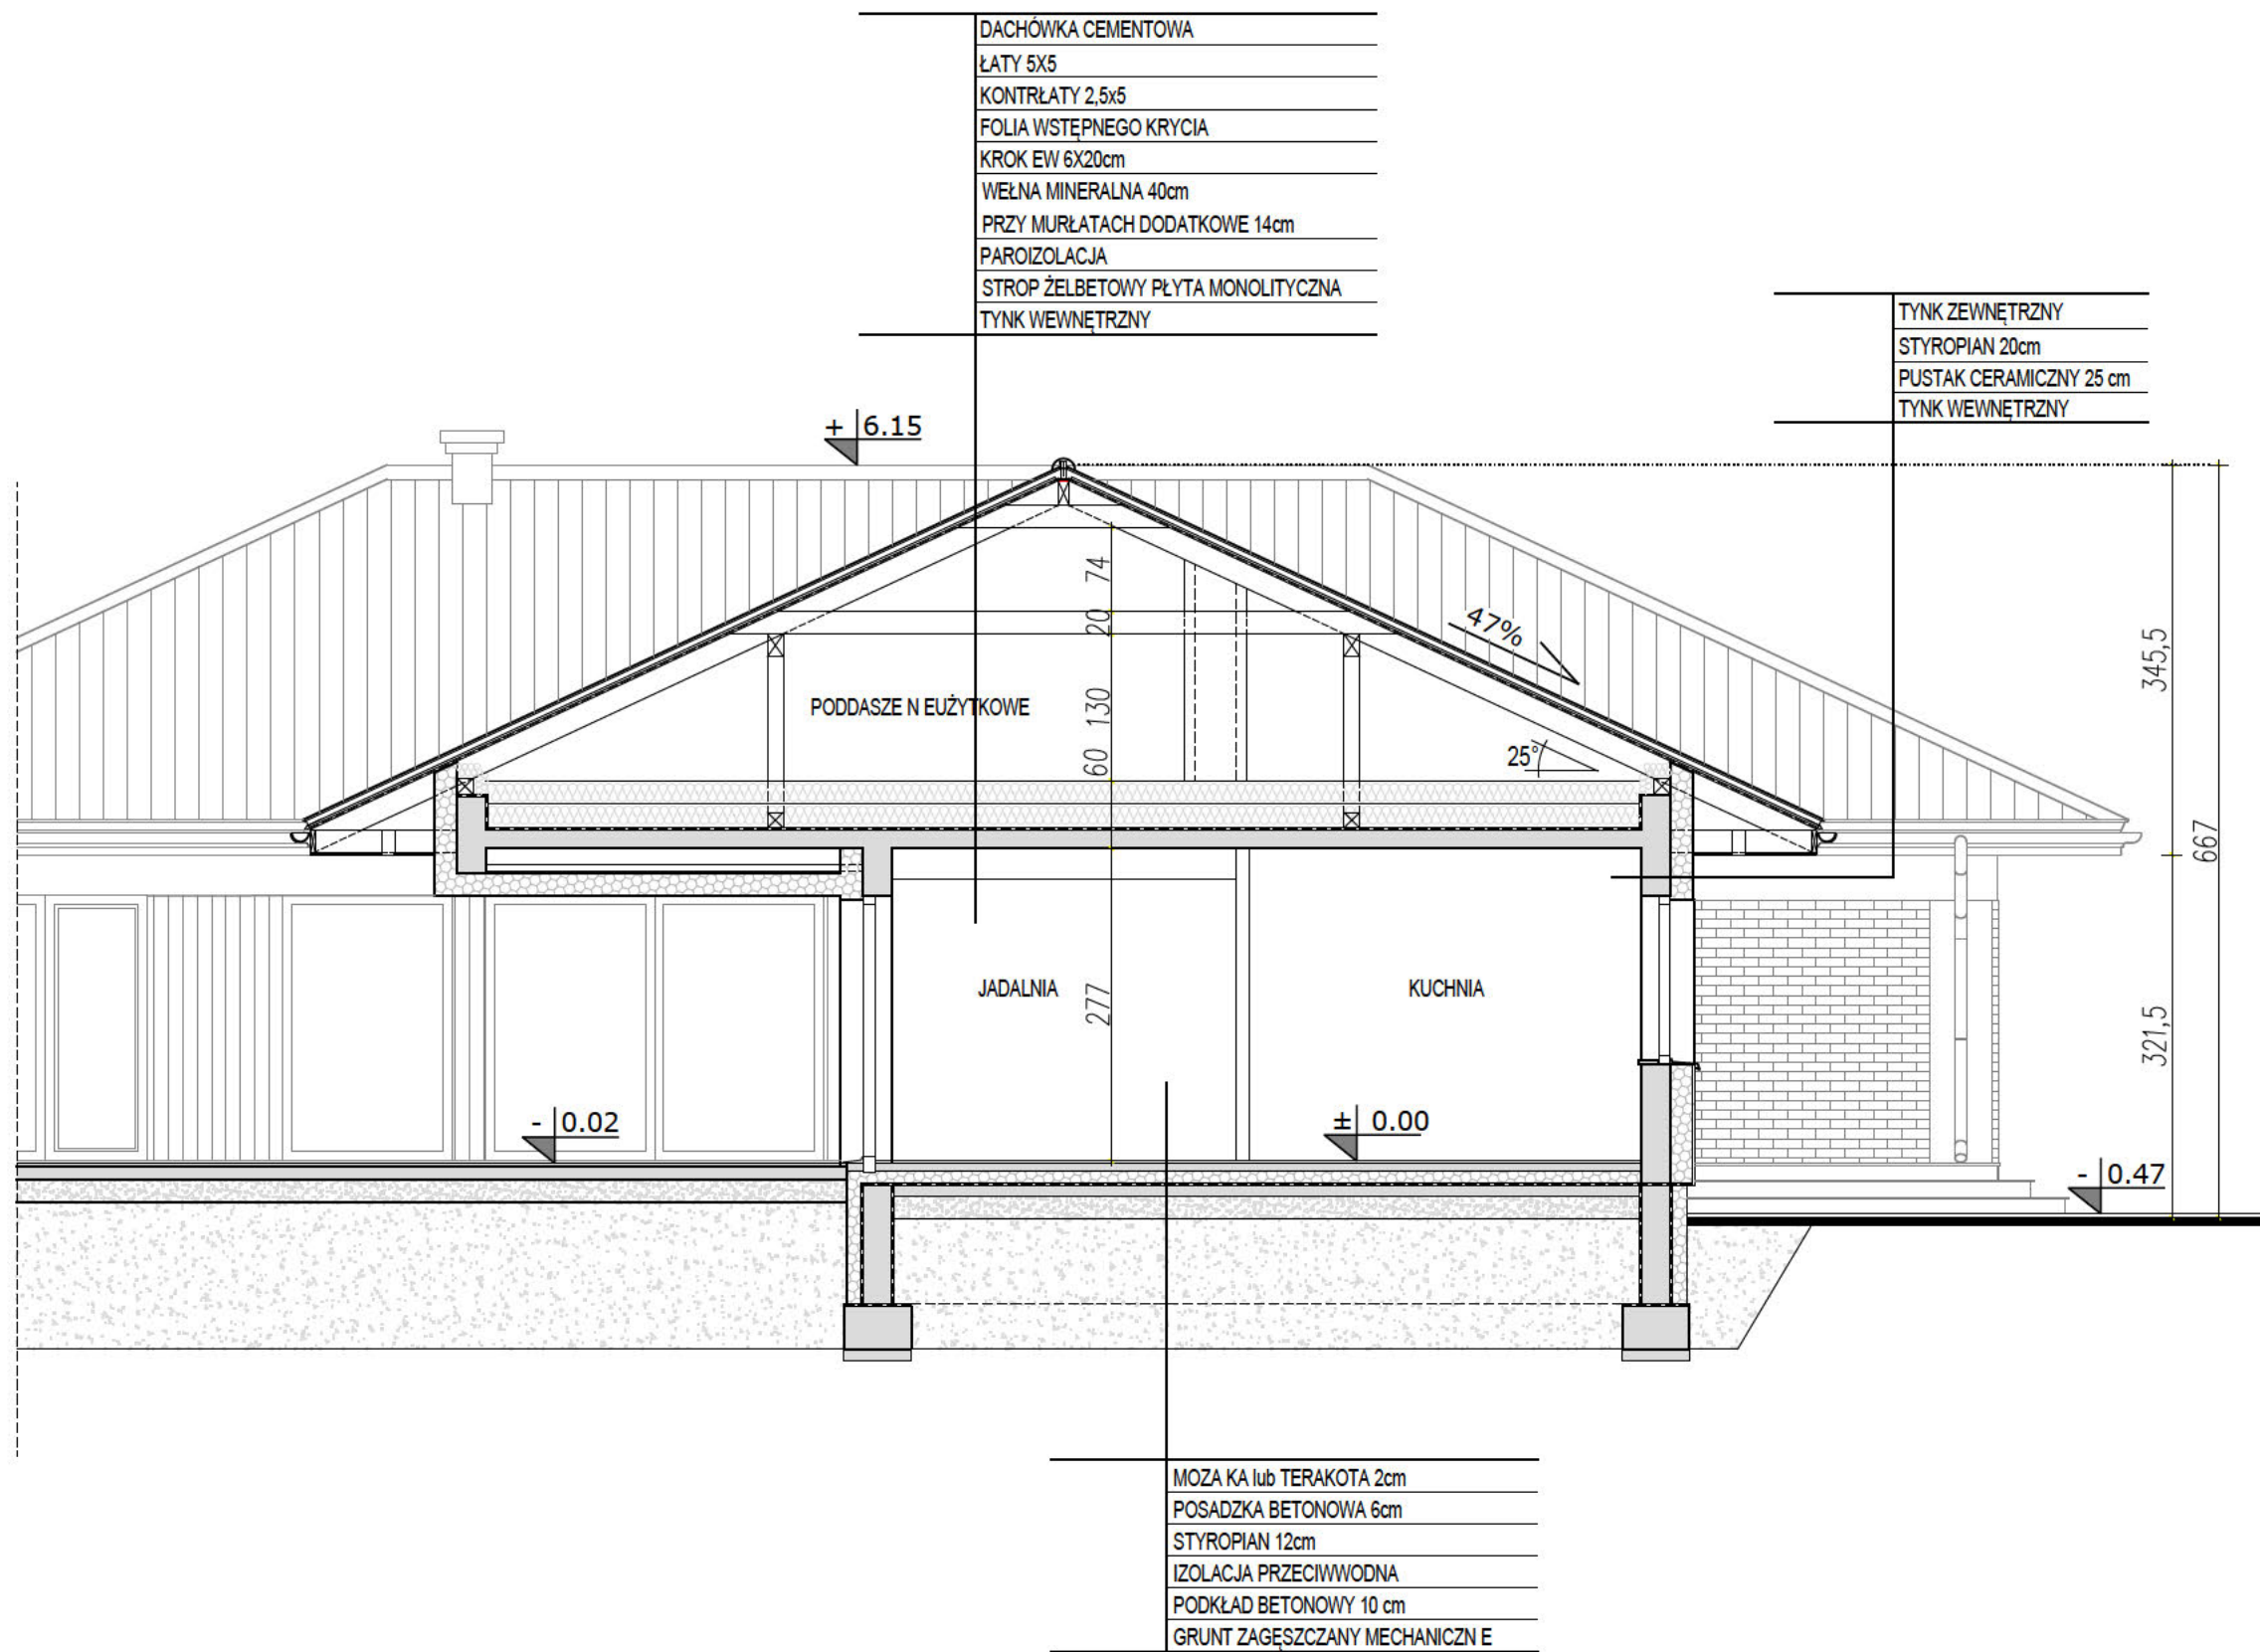 DACHÓWKA CEMENTOWA
ŁATY 5X5
KONTRŁATY 2,5x5
FOLIA WSTĘPNEGO KRYCIA
KROK EW 6X20cm
WEŁNA MINERALNA 40cm
PRZY MURŁATACH DODATKOWE 14cm
PAROIZOLACJA
STROP ŻELBETOWY PŁYTA MONOLITYCZNA
TYNK WEWNĘTRZNY
TYNK ZEWNĘTRZNY
STYROPIAN 20cm
PUSTAK CERAMICZNY 25 cm
TYNK WEWNĘTRZNY
+ 6.15
74
20
130
60
47%
25°
345,5
667
321,5
PODDASZE N EUŻYTKOWE
JADALNIA
277
KUCHNIA
- 0.02
± 0.00
- 0.47
MOZA KA lub TERAKOTA 2cm
POSADZKA BETONOWA 6cm
STYROPIAN 12cm
IZOLACJA PRZECIWWODNA
PODKŁAD BETONOWY 10 cm
GRUNT ZAGĘSZCZANY MECHANICZN E